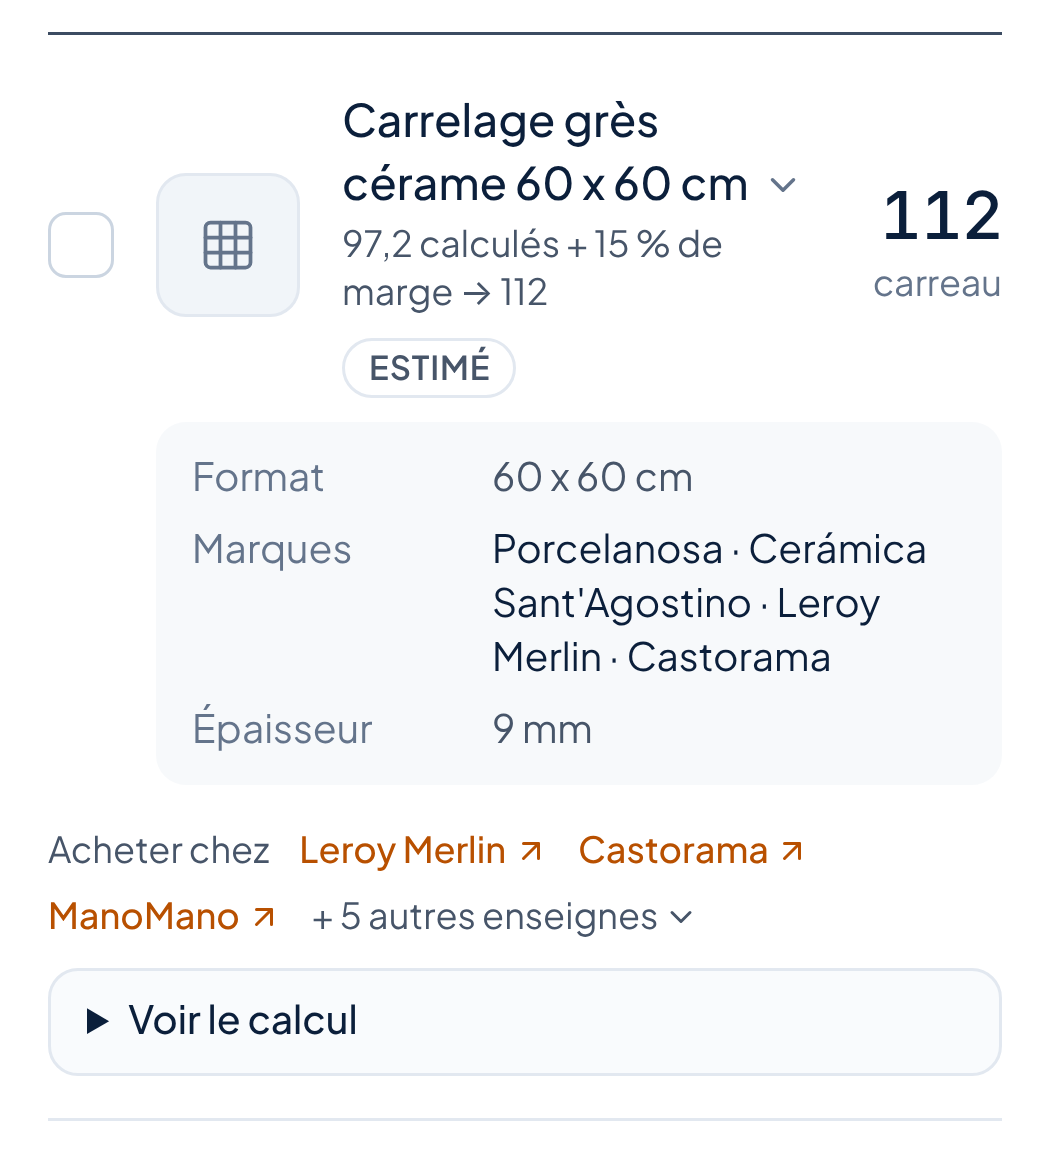 Carrelage grès
cérame 60 x 60 cm
97,2 calculés + 15 % de
marge → 112
112
carreau
ESTIMÉ
Format 60 x 60 cm
Marques Porcelanosa · Cerámica
Sant'Agostino · Leroy
Merlin · Castorama
Épaisseur 9 mm
Acheter chez Leroy Merlin ↗ Castorama ↗
ManoMano ↗ + 5 autres enseignes
Voir le calcul